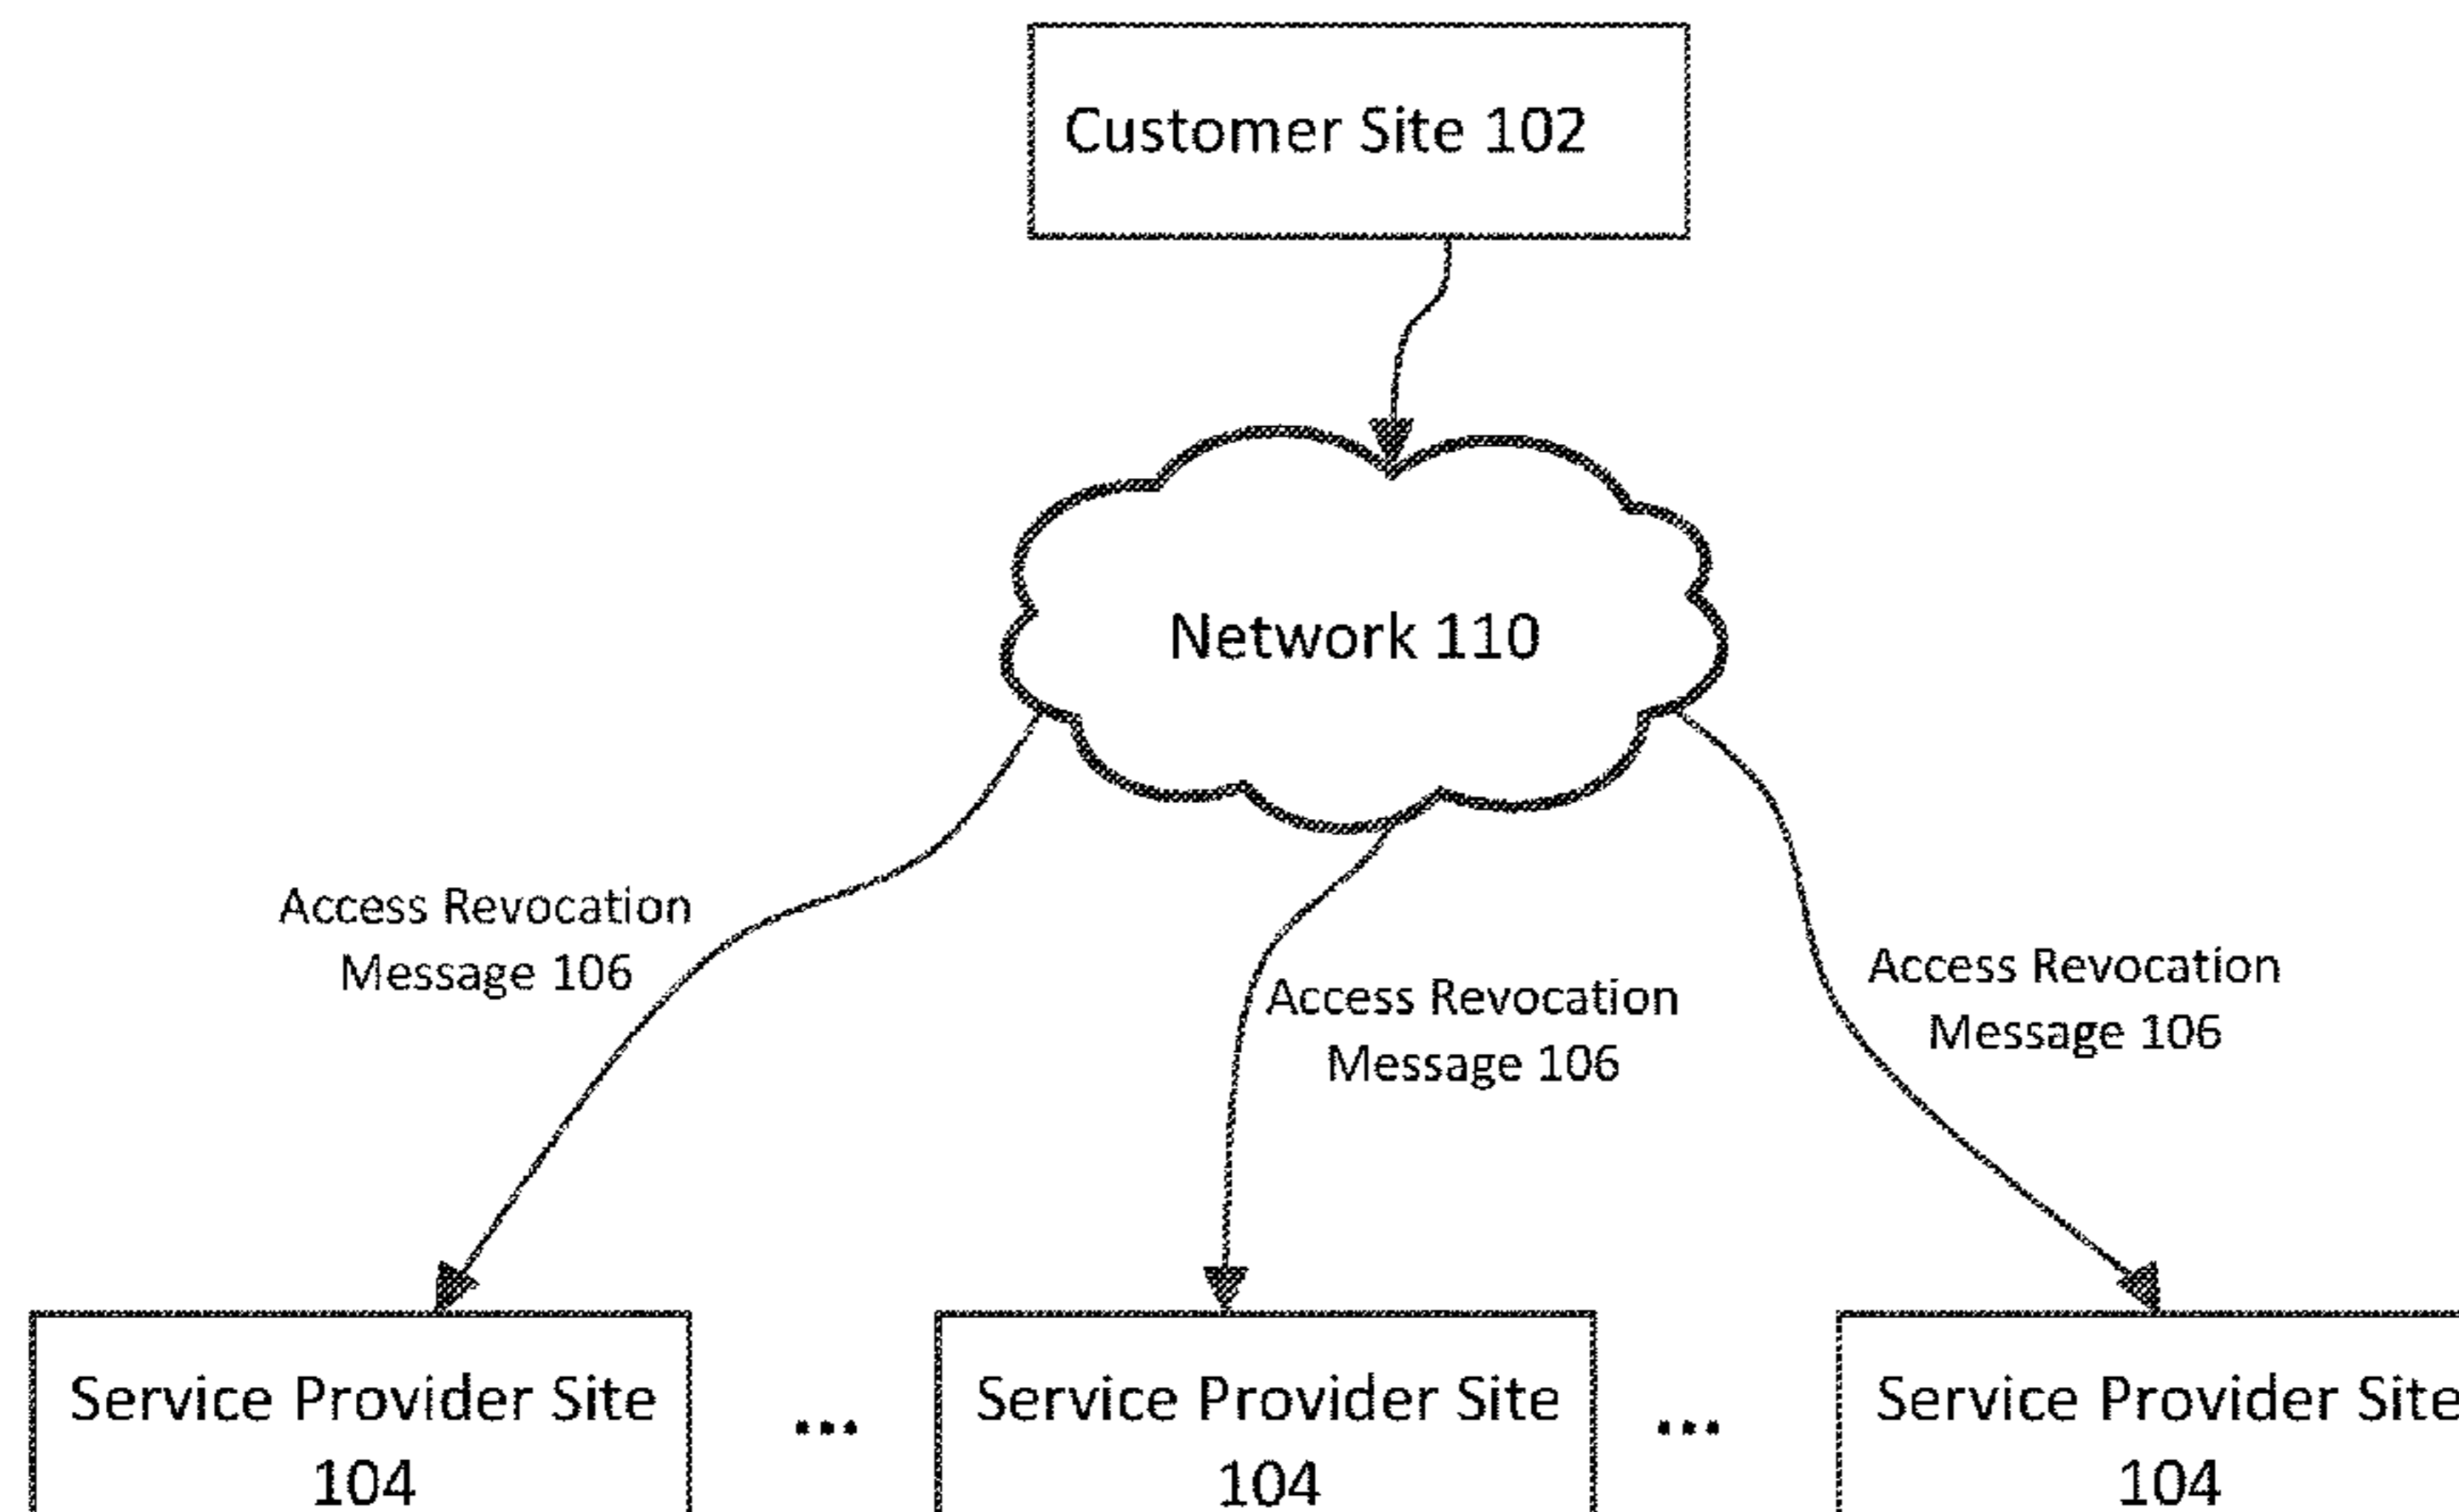 Customer Site 102
Network 110
Access Revocation
Message 106
Access Revocation
Message 106
Access Revocation
Message 106
Service Provider Site
104
...
Service Provider Site
104
...
Service Provider Site
104